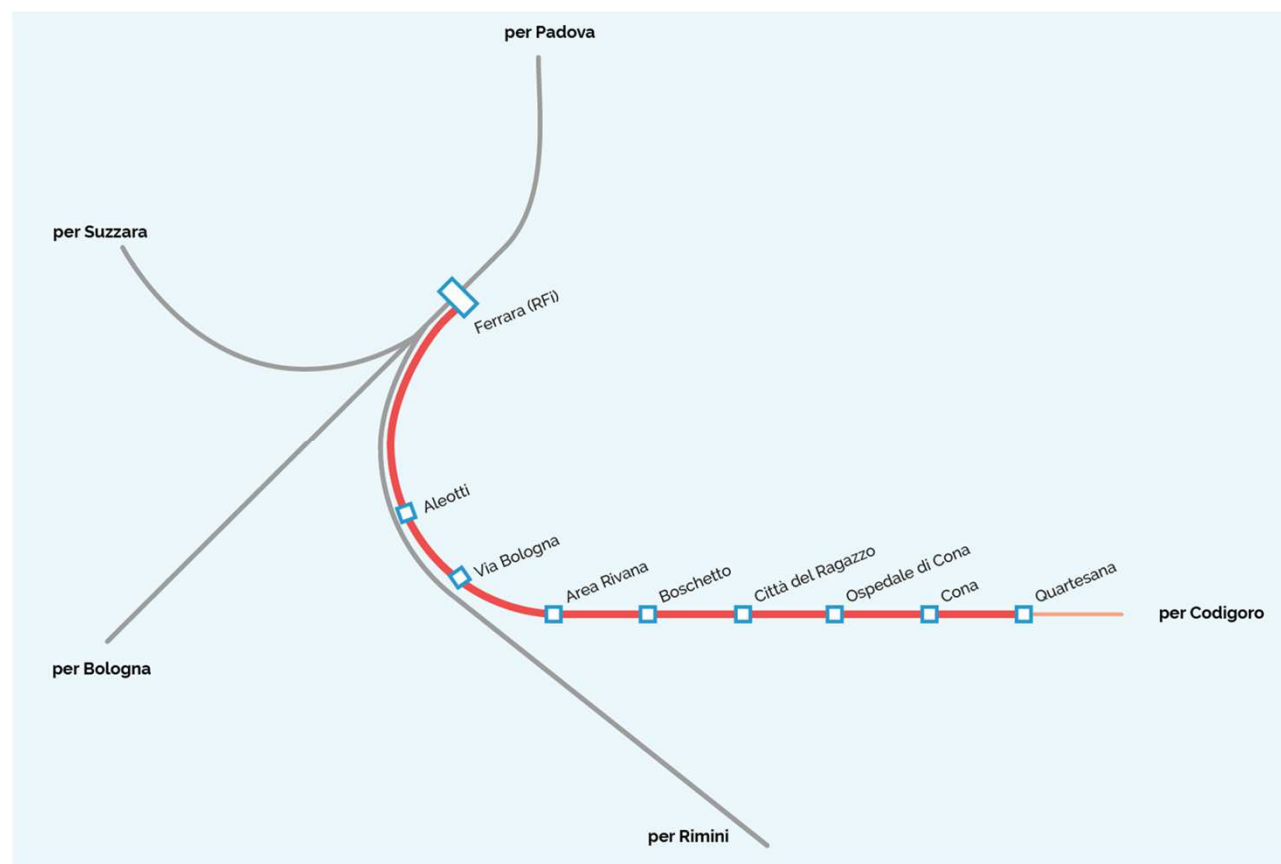 per Padova
per Suzzara
Ferrara (RFi)
Aleotti
Via Bologna
Area Rivana
Boschetto
Città del Ragazzo
Ospedale di Cona
Cona
Quartesana
per Codigoro
per Bologna
per Rimini